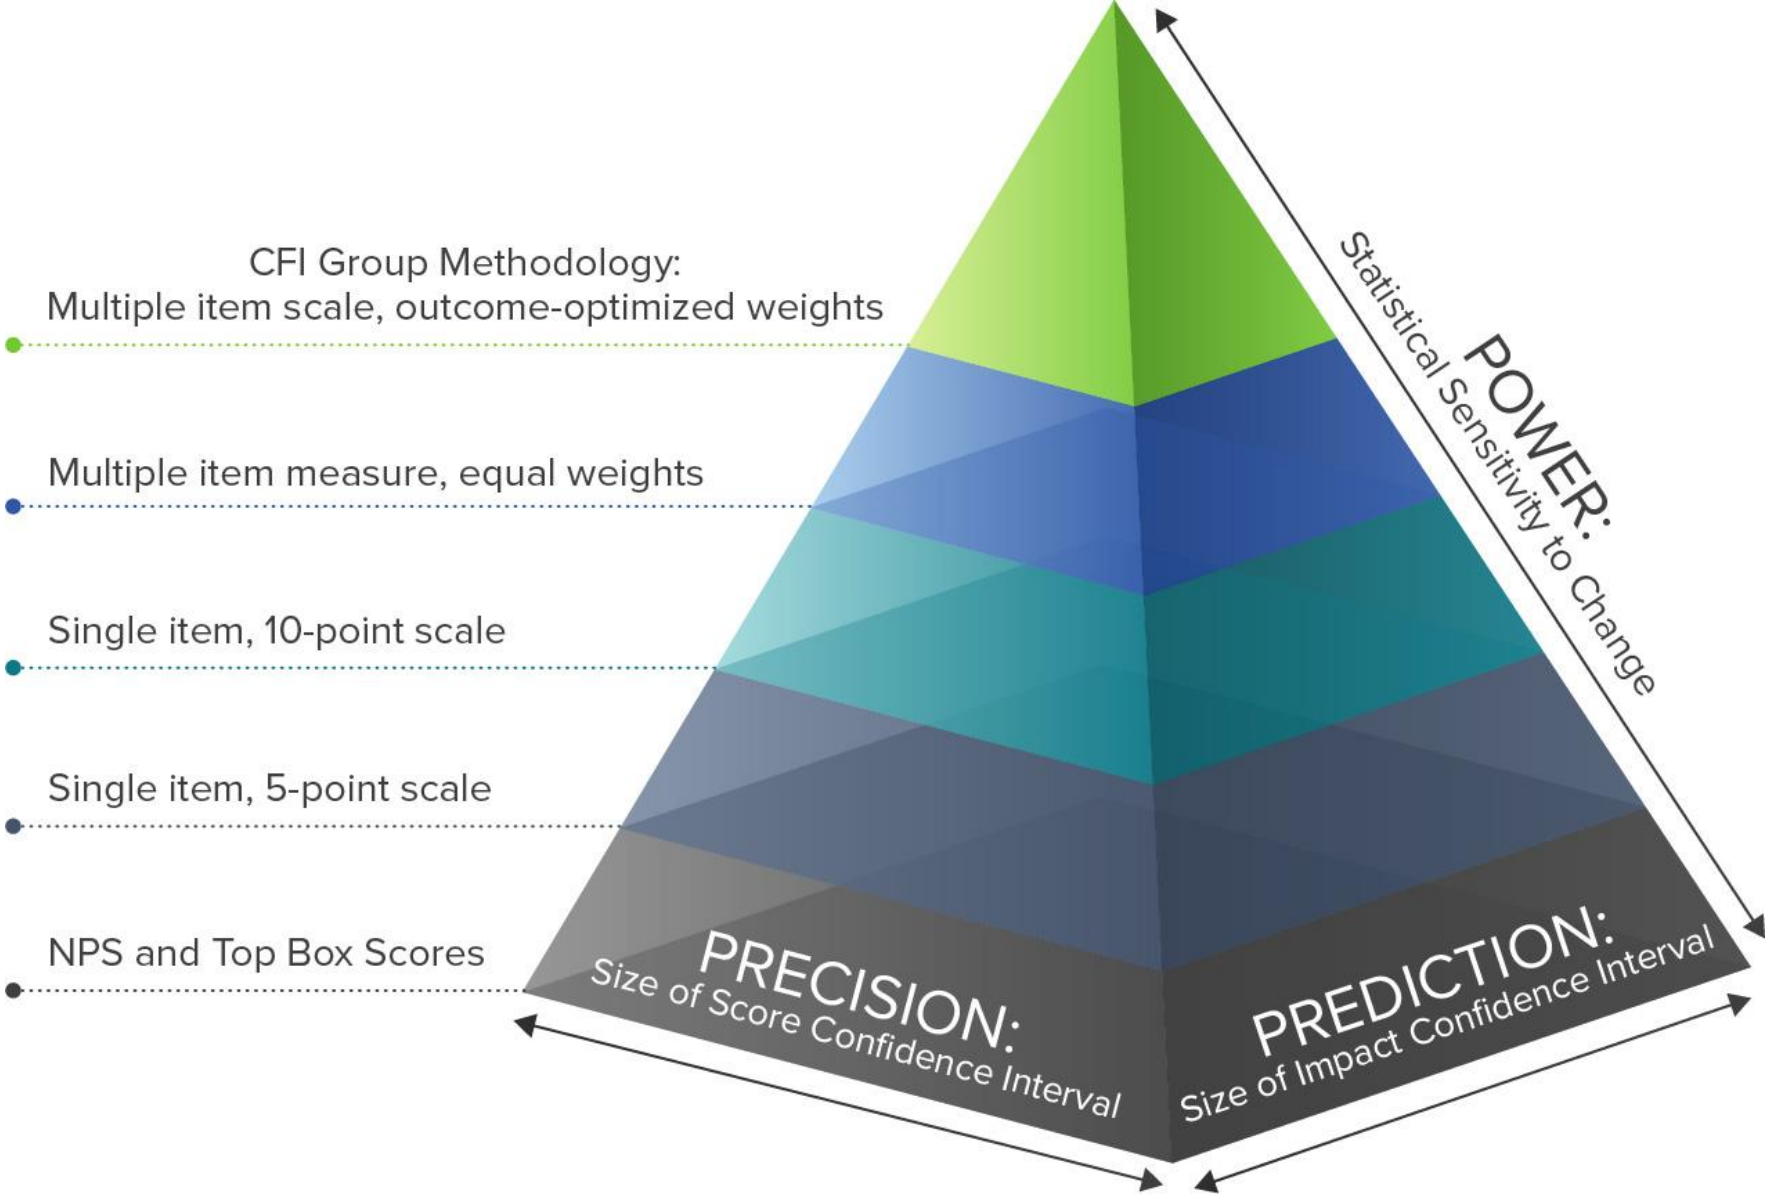 CFI Group Methodology:
Multiple item scale, outcome-optimized weights
Multiple item measure, equal weights
Single item, 10-point scale
Single item, 5-point scale
NPS and Top Box Scores
PRECISION:
Size of Score Confidence Interval
PREDICTION:
Size of Impact Confidence Interval
POWER:
Statistical Sensitivity to Change